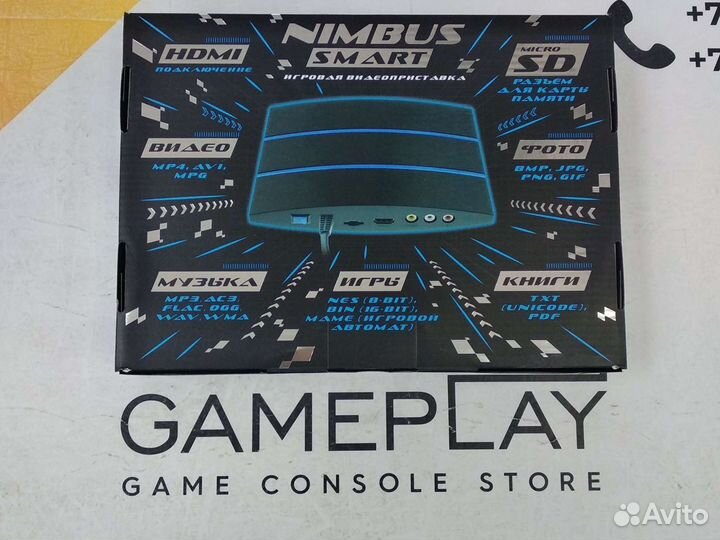 +7
+7
NIMBUS
SMART
ИГРОВАЯ ВИДЕОПРИСТАВКА
HDMI
ПОДКЛЮЧЕНИЕ
MICRO
SD
РАЗЪЕМ
ДЛЯ КАРТЫ
ПАМЯТИ
ВИДЕО
MP4, AVI,
MPG
ФОТО
BMP, JPG,
PNG, GIF
МУЗЫКА
MP3, AC3,
FLAC, OGG
WAV, WMA
ИГРЫ
NES (8-BIT),
BIN (16-BIT),
MAME (ИГРОВОЙ
АВТОМАТ)
КНИГИ
TXT
(UNICODE),
PDF
GAMEPLAY
GAME CONSOLE STORE
Avito